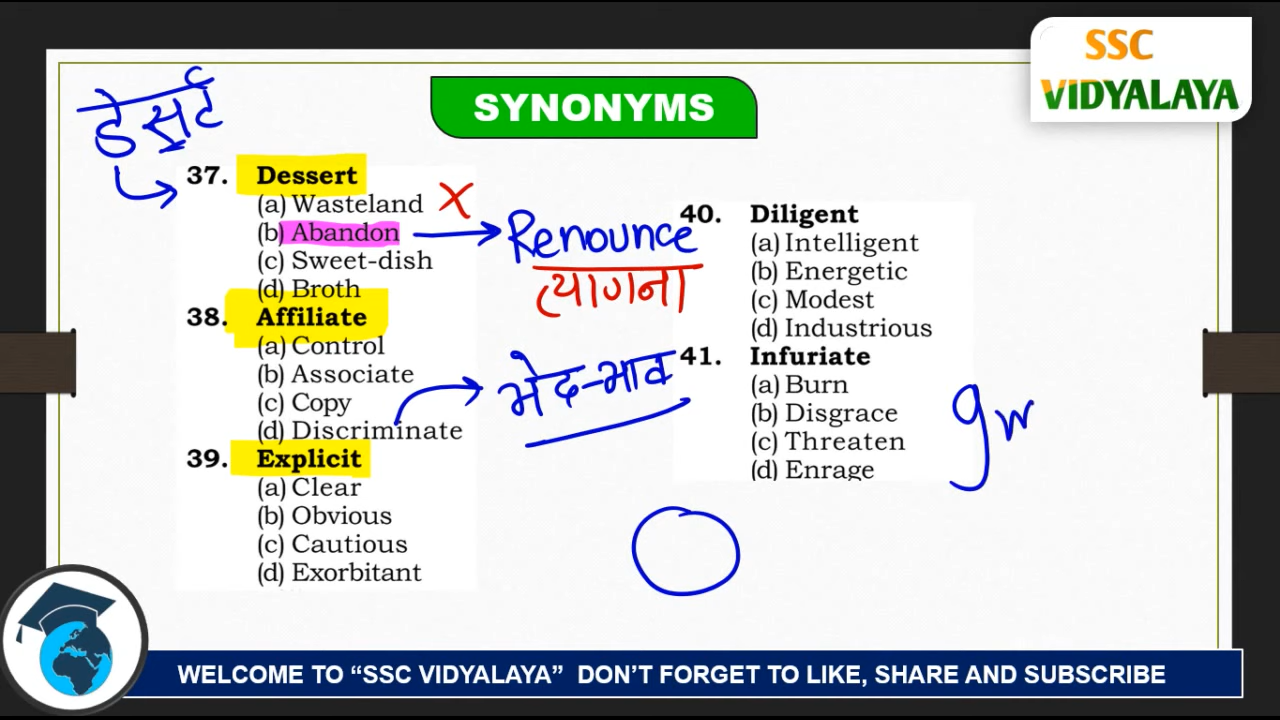 SSC
VIDYALAYA
SYNONYMS
डेसर्ट
37. Dessert
(a) Wasteland X
(b) Abandon → Renounce
त्यागना
(c) Sweet-dish
(d) Broth
38. Affiliate
(a) Control
(b) Associate
(c) Copy
(d) Discriminate → भेद-भाव
39. Explicit
(a) Clear
(b) Obvious
(c) Cautious
(d) Exorbitant
40. Diligent
(a) Intelligent
(b) Energetic
(c) Modest
(d) Industrious
41. Infuriate
(a) Burn
(b) Disgrace
(c) Threaten
(d) Enrage
WELCOME TO “SSC VIDYALAYA” DON’T FORGET TO LIKE, SHARE AND SUBSCRIBE